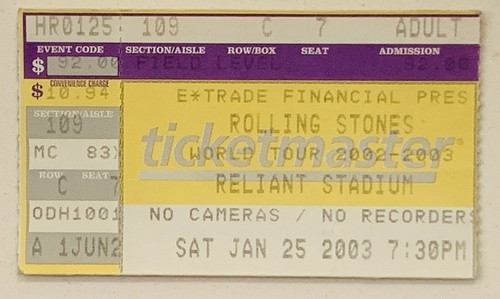 HR0125 109 C 7 ADULT
EVENT CODE SECTION/AISLE ROW/BOX SEAT ADMISSION
$ 92.00 FIELD LEVEL 92.00
CONVENIENCE CHARGE
$ 10.94 E*TRADE FINANCIAL PRES
SECTION/AISLE
109 ROLLING STONES
ticketmaster
MC 83X WORLD TOUR 2002-2003
ROW SEAT
C 7 RELIANT STADIUM
ODH1001 NO CAMERAS / NO RECORDERS
A 1JUN2 SAT JAN 25 2003 7:30PM